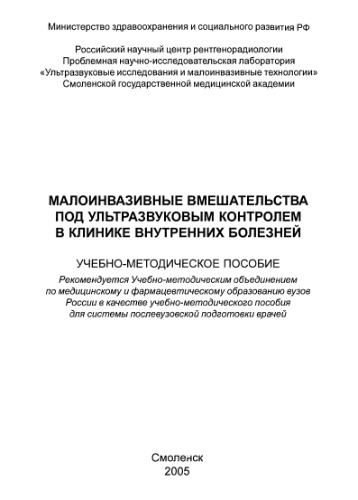 Министерство здравоохранения и социального развития РФ
Российский научный центр рентгенорадиологии
Проблемная научно-исследовательская лаборатория
«Ультразвуковые исследования и малоинвазивные технологии»
Смоленской государственной медицинской академии
МАЛОИНВАЗИВНЫЕ ВМЕШАТЕЛЬСТВА
ПОД УЛЬТРАЗВУКОВЫМ КОНТРОЛЕМ
В КЛИНИКЕ ВНУТРЕННИХ БОЛЕЗНЕЙ
УЧЕБНО-МЕТОДИЧЕСКОЕ ПОСОБИЕ
Рекомендуется Учебно-методическим объединением
по медицинскому и фармацевтическому образованию вузов
России в качестве учебно-методического пособия
для системы послевузовской подготовки врачей
Смоленск
2005